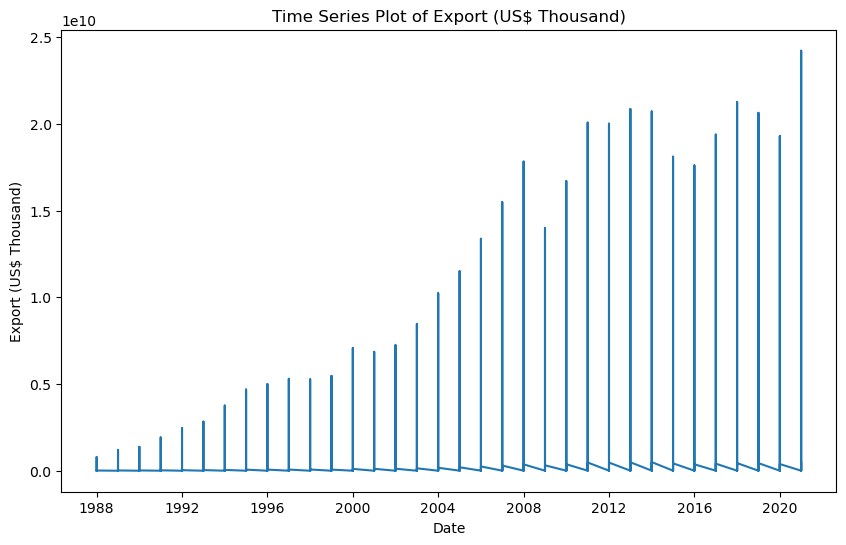 Time Series Plot of Export (US$ Thousand)
1e10
2.5
2.0
1.5
1.0
0.5
0.0
Export (US$ Thousand)
1988 1992 1996 2000 2004 2008 2012 2016 2020
Date